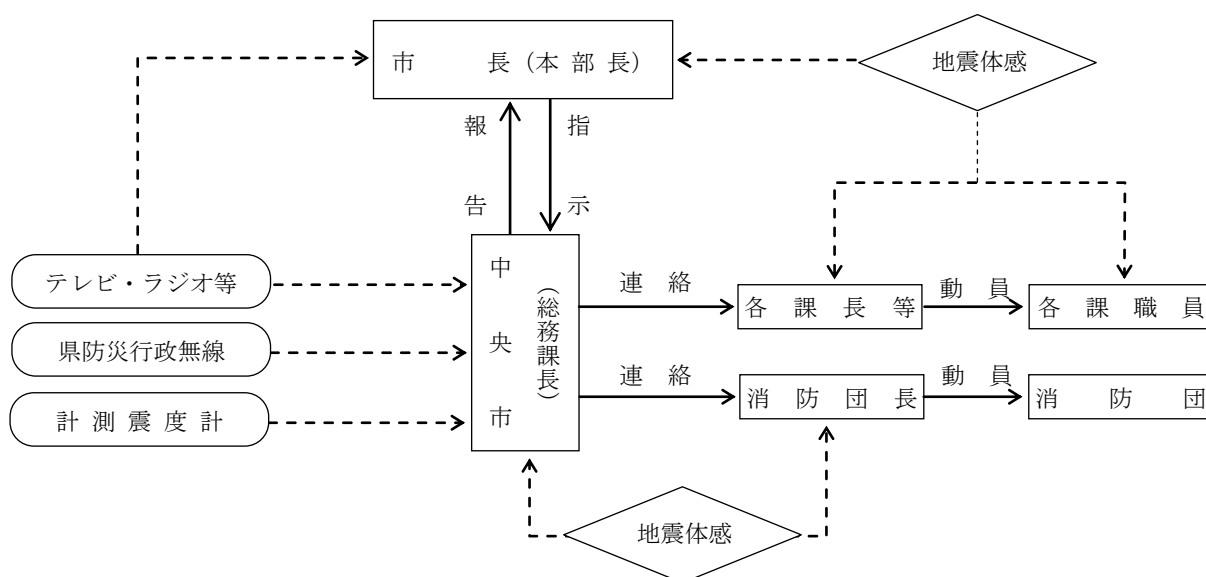 市 長（本 部 長）
地震体感
報 指
告 示
テレビ・ラジオ等
県防災行政無線
計 測 震 度 計
中 央 市
（総務課長）
連 絡
各 課 長 等
動 員
各 課 職 員
連 絡
消 防 団 長
動 員
消 防 団
地震体感